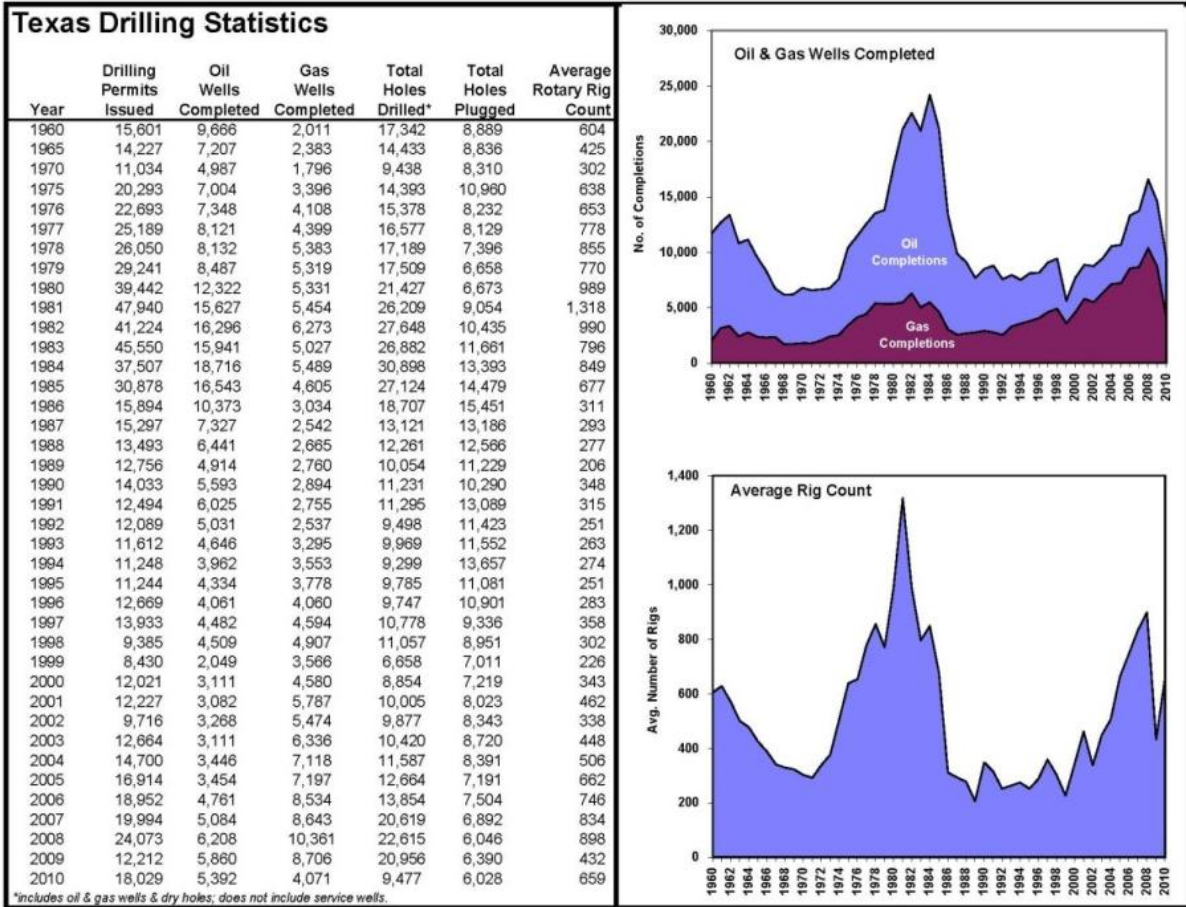 Texas Drilling Statistics
Drilling Oil Gas Total Total Average
Permits Wells Wells Holes Holes Rotary Rig
Year Issued Completed Completed Drilled* Plugged Count
1960 15,601 9,666 2,011 17,342 8,889 604
1965 14,227 7,207 2,383 14,433 8,836 425
1970 11,034 4,987 1,796 9,438 8,310 302
1975 20,293 7,004 3,396 14,393 10,960 638
1976 22,693 7,348 4,108 15,378 8,232 653
1977 25,189 8,121 4,399 16,577 8,129 778
1978 26,050 8,132 5,383 17,189 7,396 855
1979 29,241 8,487 5,319 17,509 6,658 770
1980 39,442 12,322 5,331 21,427 6,673 989
1981 47,940 15,627 5,454 26,209 9,054 1,318
1982 41,224 16,296 6,273 27,648 10,435 990
1983 45,550 15,941 5,027 26,882 11,661 796
1984 37,507 18,716 5,489 30,898 13,393 849
1985 30,878 16,543 4,605 27,124 14,479 677
1986 15,894 10,373 3,034 18,707 15,451 311
1987 15,297 7,327 2,542 13,121 13,186 293
1988 13,493 6,441 2,665 12,261 12,566 277
1989 12,756 4,914 2,760 10,054 11,229 206
1990 14,033 5,593 2,894 11,231 10,290 348
1991 12,494 6,025 2,755 11,295 13,089 315
1992 12,089 5,031 2,537 9,498 11,423 251
1993 11,612 4,646 3,295 9,969 11,552 263
1994 11,248 3,962 3,553 9,299 13,657 274
1995 11,244 4,334 3,778 9,785 11,081 251
1996 12,669 4,061 4,060 9,747 10,901 283
1997 13,933 4,482 4,594 10,778 9,336 358
1998 9,385 4,509 4,907 11,057 8,951 302
1999 8,430 2,049 3,566 6,658 7,011 226
2000 12,021 3,111 4,580 8,854 7,219 343
2001 12,227 3,082 5,787 10,005 8,023 462
2002 9,716 3,268 5,474 9,877 8,343 338
2003 12,664 3,111 6,336 10,420 8,720 448
2004 14,700 3,446 7,118 11,587 8,391 506
2005 16,914 3,454 7,197 12,664 7,191 662
2006 18,952 4,761 8,534 13,854 7,504 746
2007 19,994 5,084 8,643 20,619 6,892 834
2008 24,073 6,208 10,361 22,615 6,046 898
2009 12,212 5,860 8,706 20,956 6,390 432
2010 18,029 5,392 4,071 9,477 6,028 659
*includes oil & gas wells & dry holes; does not include service wells.
Oil & Gas Wells Completed
No. of Completions
30,000
25,000
20,000
15,000
10,000
5,000
0
Oil
Completions
Gas
Completions
1960 1962 1964 1966 1968 1970 1972 1974 1976 1978 1980 1982 1984 1986 1988 1990 1992 1994 1996 1998 2000 2002 2004 2006 2008 2010
Average Rig Count
Avg. Number of Rigs
1,400
1,200
1,000
800
600
400
200
0
1960 1962 1964 1966 1968 1970 1972 1974 1976 1978 1980 1982 1984 1986 1988 1990 1992 1994 1996 1998 2000 2002 2004 2006 2008 2010